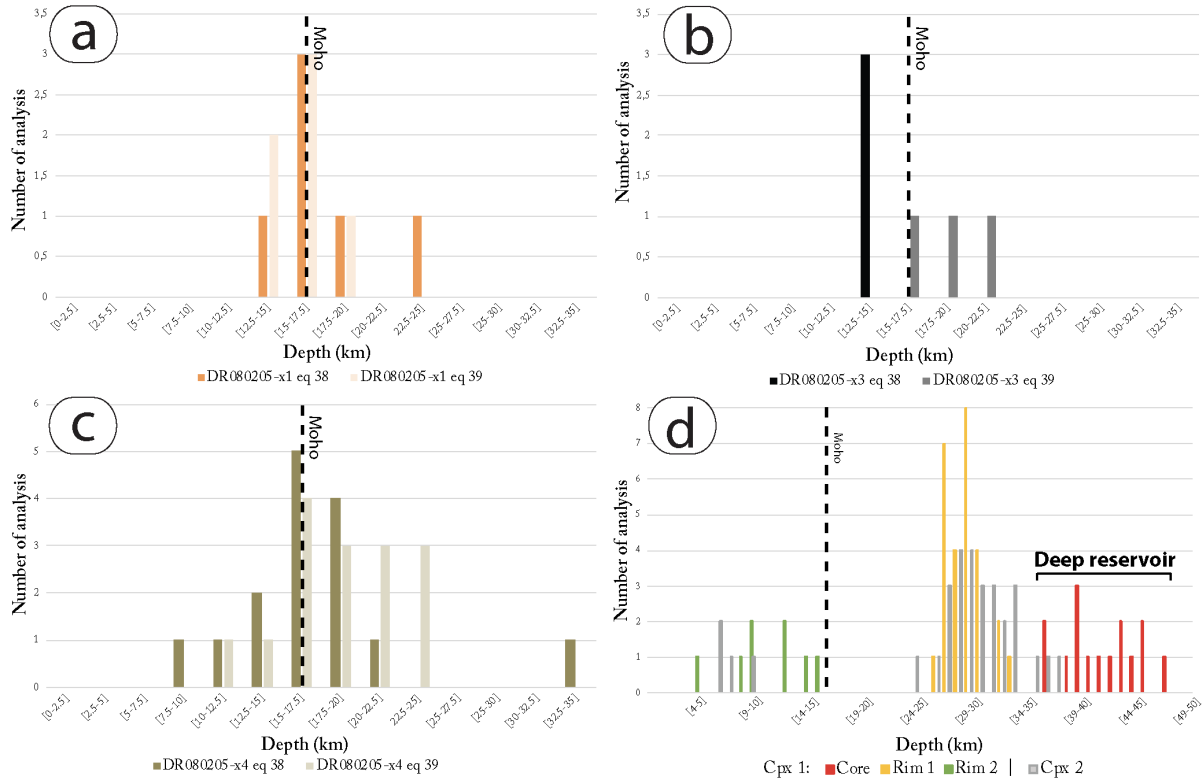 a
3,5
3
2,5
2
1,5
1
0,5
0
Number of analysis
Moho
[0-2.5] [2.5-5] [5-7.5] [7.5-10] [10-12.5] [12.5-15] [15-17.5] [17.5-20] [20-22.5] 22.5-25] [25-27.5] [25-30] [30-32.5] [32.5-35]
Depth (km)
DR080205-x1 eq 38 DR080205-x1 eq 39
b
3,5
3
2,5
2
1,5
1
0,5
0
Number of analysis
Moho
[0-2.5] [2.5-5] [5-7.5] [7.5-10] [10-12.5] [12.5-15] [15-17.5] [17.5-20] [20-22.5] 22.5-25] [25-27.5] [25-30] [30-32.5] [32.5-35]
Depth (km)
DR080205-x3 eq 38 DR080205-x3 eq 39
c
6
5
4
3
2
1
0
Number of analysis
Moho
[0-2.5] [2.5-5] [5-7.5] [7.5-10] [10-12.5] [12.5-15] [15-17.5] [17.5-20] [20-22.5] 22.5-25] [25-27.5] [25-30] [30-32.5] [32.5-35]
Depth (km)
DR080205-x4 eq 38 DR080205-x4 eq 39
d
8
7
6
5
4
3
2
1
0
Number of analysis
Moho
Deep reservoir
[4-5] [9-10] [14-15] [19-20] [24-25] [29-30] [34-35] [39-40] [44-45] [49-50]
Depth (km)
Cpx 1: Core Rim 1 Rim 2 | Cpx 2